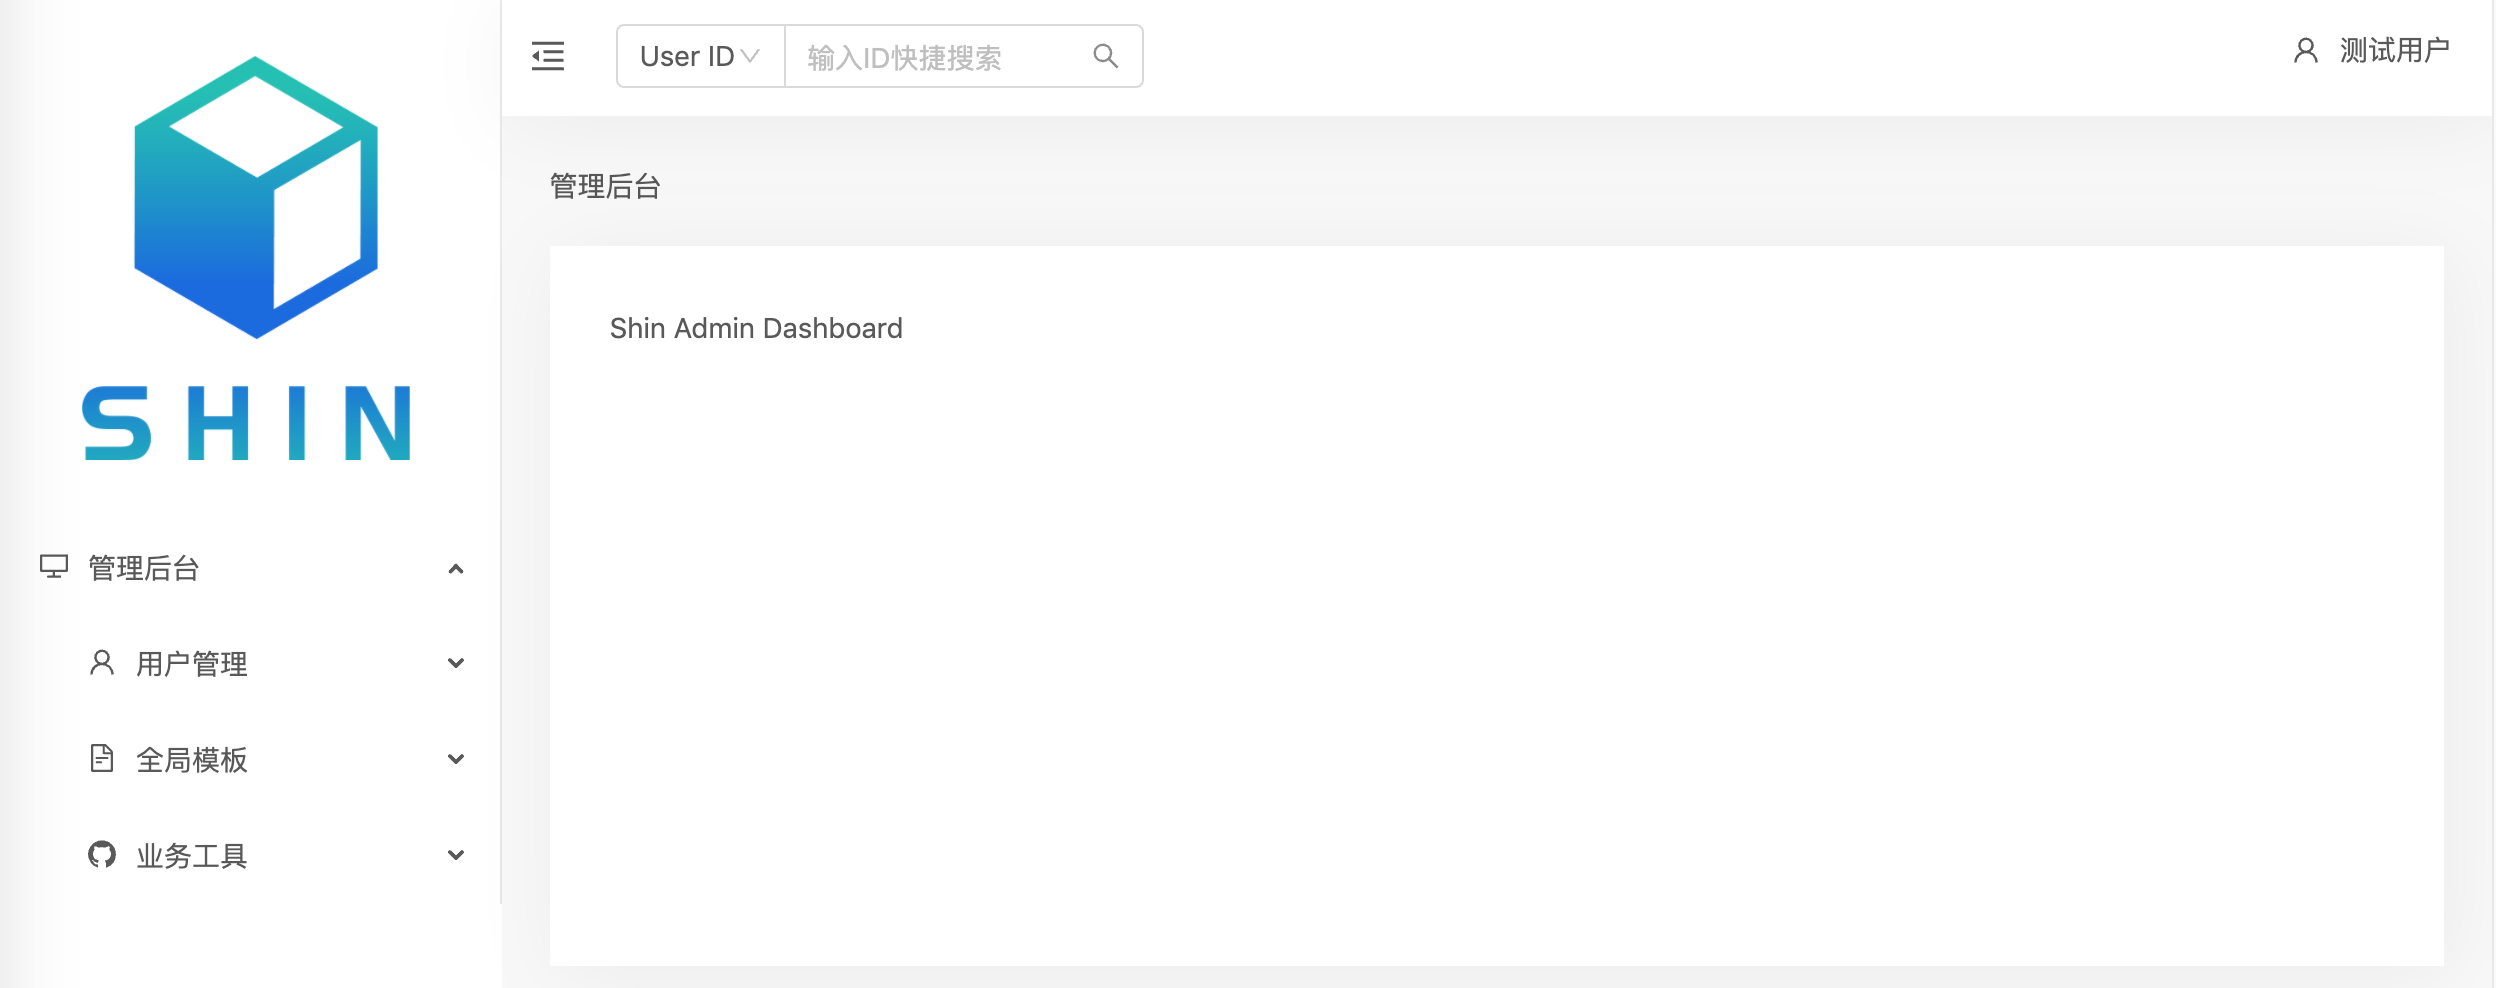 SHIN
管理后台
用户管理
全局模板
业务工具
User ID
输入ID快捷搜索
测试用户
管理后台
Shin Admin Dashboard